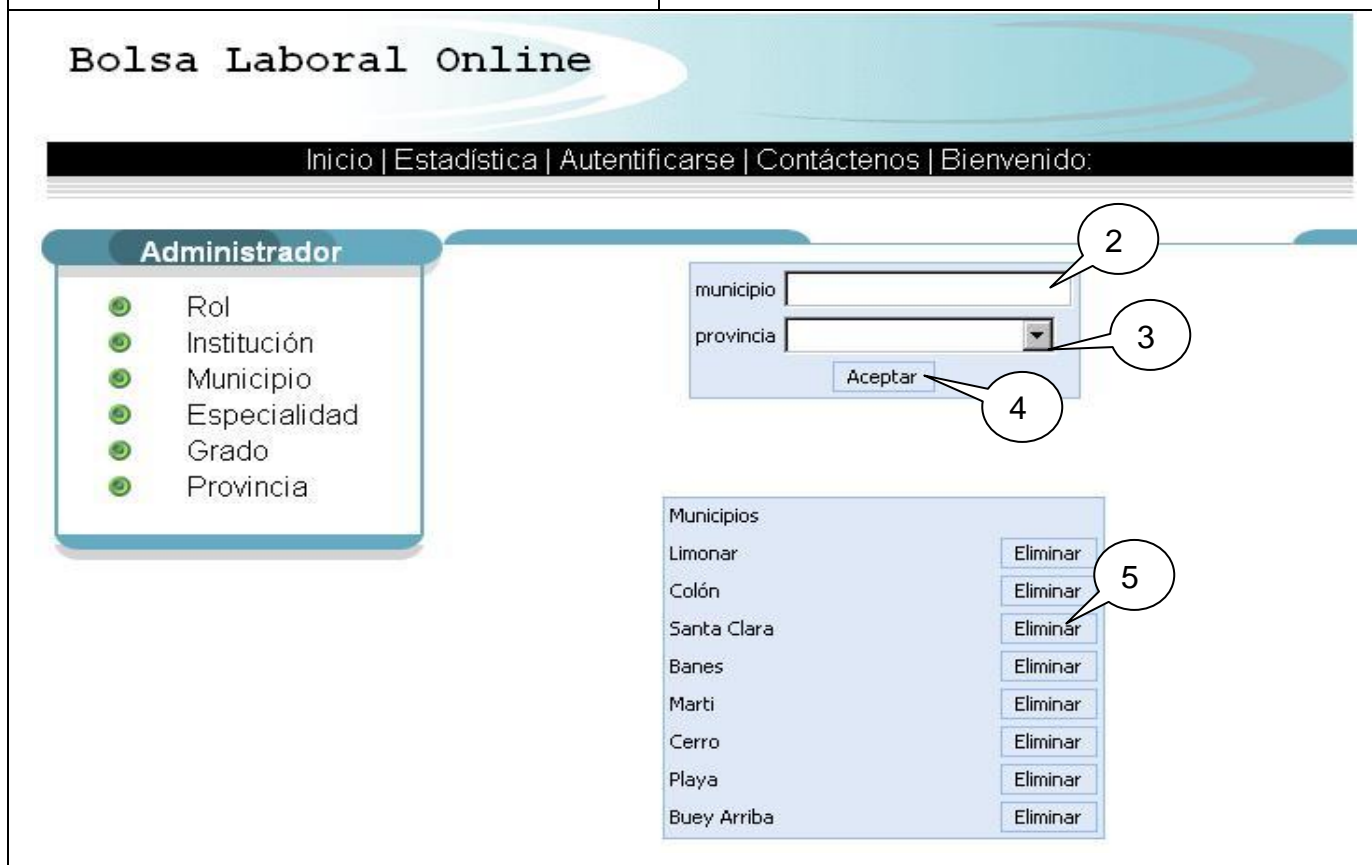 Bolsa Laboral Online
Inicio | Estadística | Autentificarse | Contáctenos | Bienvenido:
Administrador
Rol
Institución
Municipio
Especialidad
Grado
Provincia
municipio
2
provincia
3
Aceptar
4
Municipios
Limonar Eliminar
Colón Eliminar
5
Santa Clara Eliminar
Banes Eliminar
Marti Eliminar
Cerro Eliminar
Playa Eliminar
Buey Arriba Eliminar